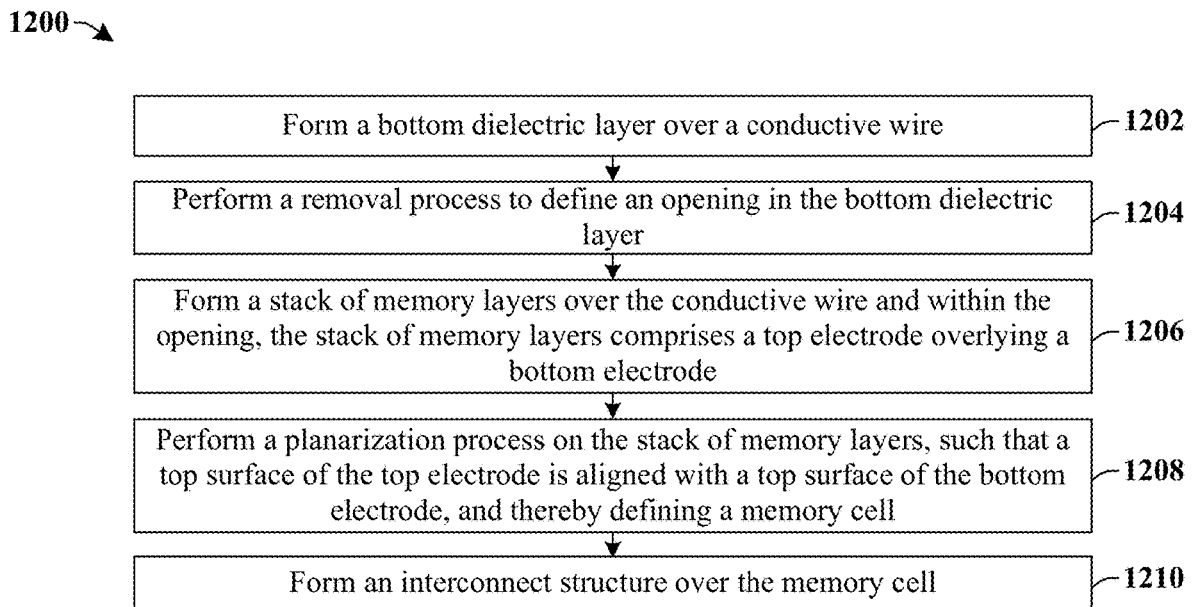 1200
Form a bottom dielectric layer over a conductive wire
1202
Perform a removal process to define an opening in the bottom dielectric
layer
1204
Form a stack of memory layers over the conductive wire and within the
opening, the stack of memory layers comprises a top electrode overlying a
bottom electrode
1206
Perform a planarization process on the stack of memory layers, such that a
top surface of the top electrode is aligned with a top surface of the bottom
electrode, and thereby defining a memory cell
1208
Form an interconnect structure over the memory cell
1210